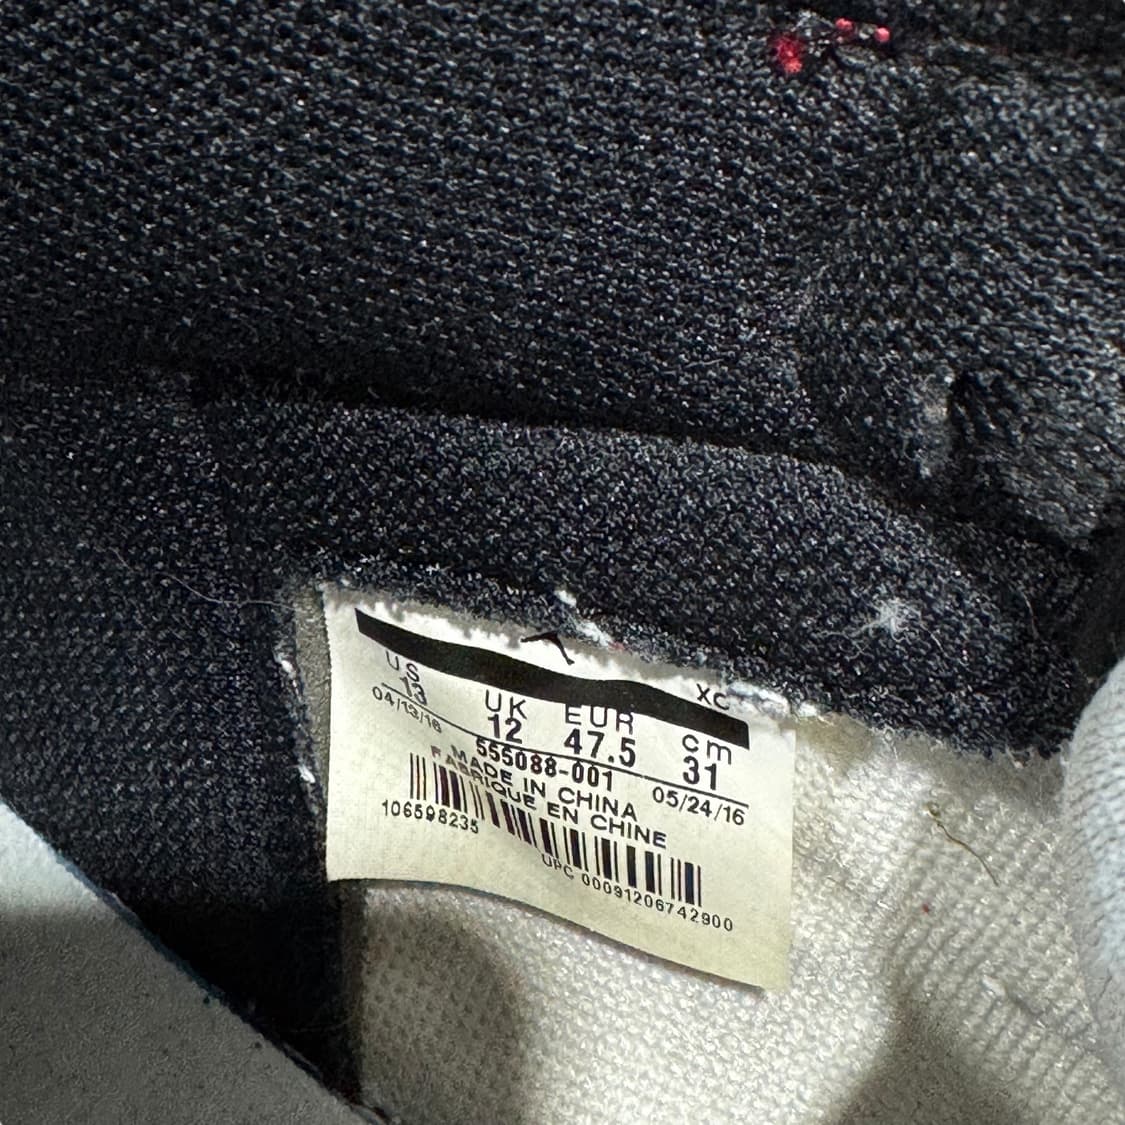 XC
US UK EUR cm
13 12 47.5 31
04/13/16 555088-001 05/24/16
MADE IN CHINA
FABRIQUE EN CHINE
106598235
UPC 00091206742900